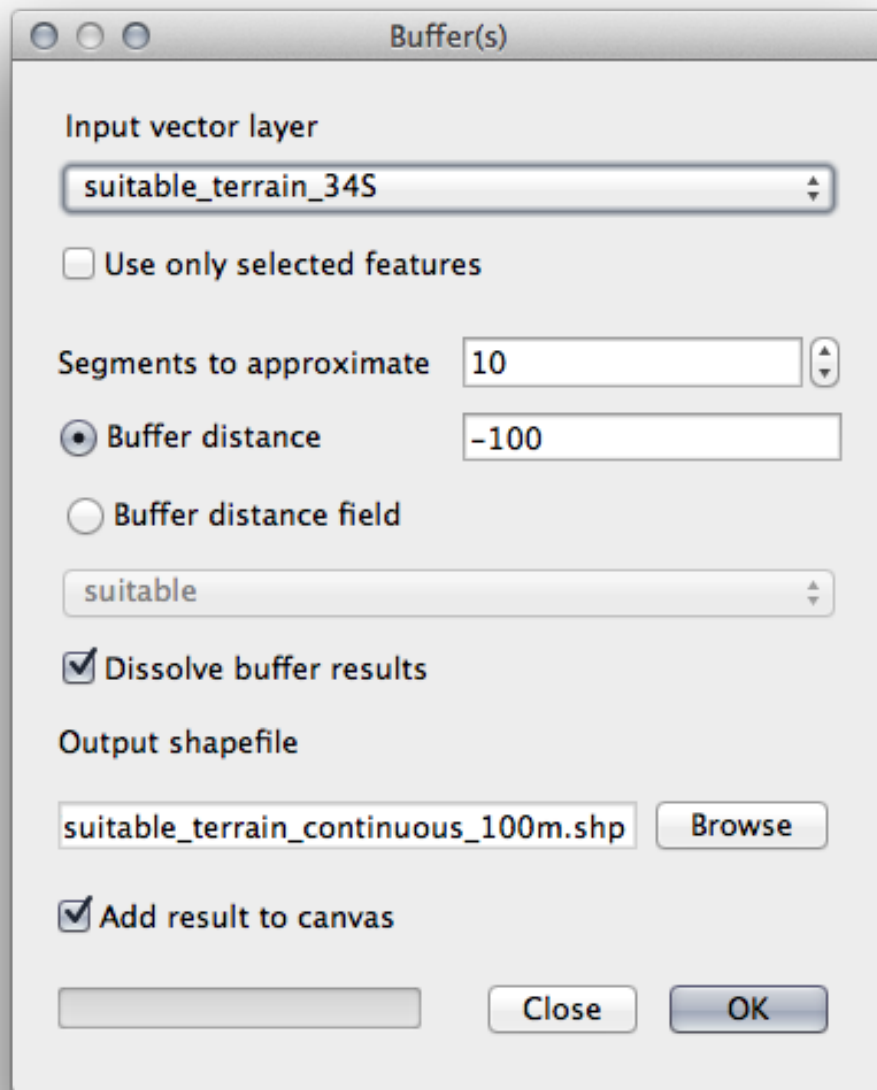 Buffer(s)
Input vector layer
suitable_terrain_34S
Use only selected features
Segments to approximate 10
Buffer distance -100
Buffer distance field
suitable
Dissolve buffer results
Output shapefile
suitable_terrain_continuous_100m.shp Browse
Add result to canvas
Close OK